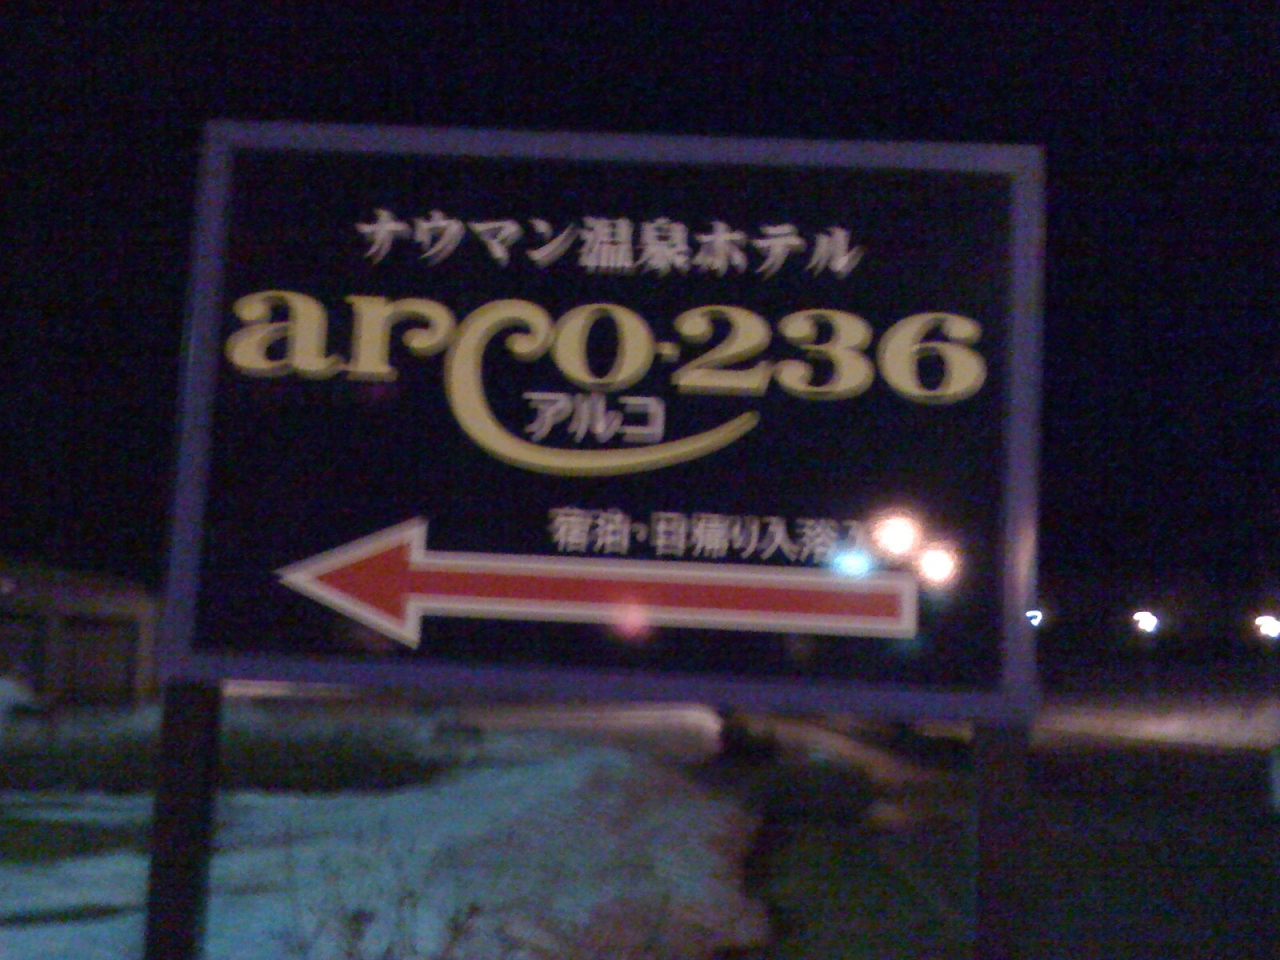 ナウマン温泉ホテル
arco・236
アルコ
宿泊・日帰り入浴